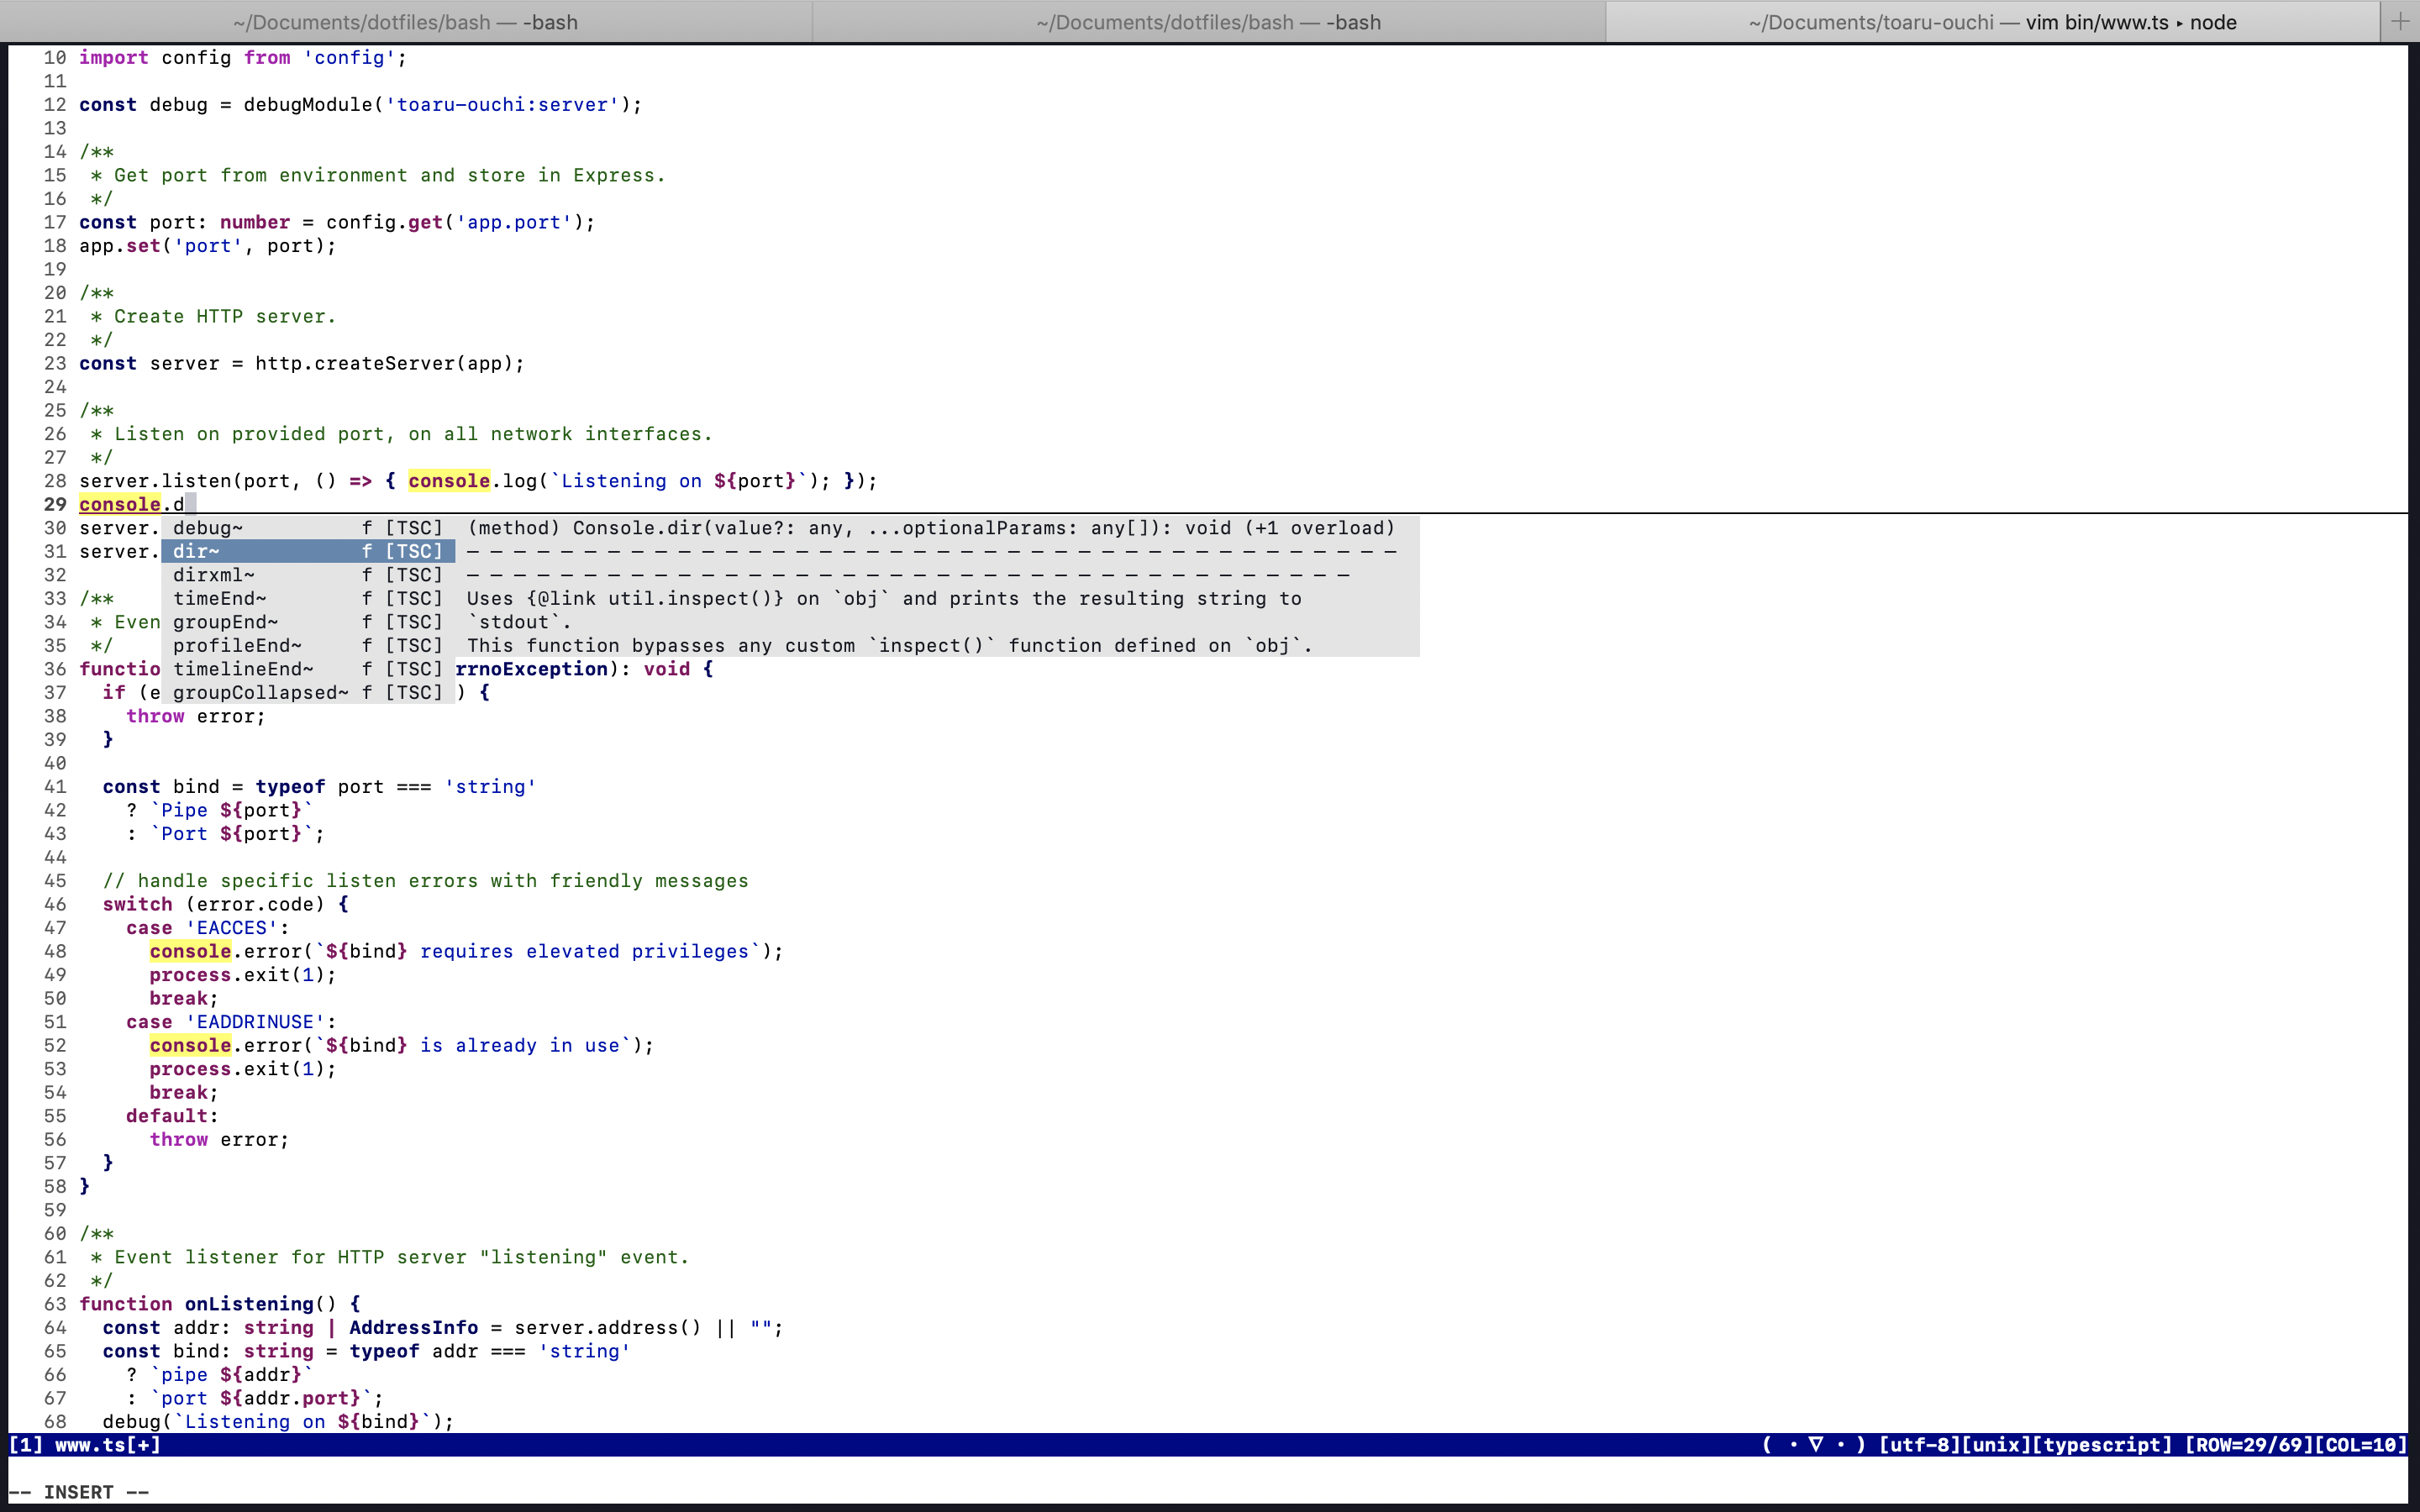 ~/Documents/dotfiles/bash — -bash
~/Documents/dotfiles/bash — -bash
~/Documents/toaru-ouchi — vim bin/www.ts ▸ node
10 import config from 'config';
11
12 const debug = debugModule('toaru-ouchi:server');
13
14 /**
15  * Get port from environment and store in Express.
16  */
17 const port: number = config.get('app.port');
18 app.set('port', port);
19
20 /**
21  * Create HTTP server.
22  */
23 const server = http.createServer(app);
24
25 /**
26  * Listen on provided port, on all network interfaces.
27  */
28 server.listen(port, () => { console.log(`Listening on ${port}`); });
29 console.d
30 server. debug~          f [TSC]  (method) Console.dir(value?: any, ...optionalParams: any[]): void (+1 overload)
31 server. dir~            f [TSC]  — — — — — — — — — — — — — — — — — — — — — — — — — — — — — — — — — — — — — — — —
32         dirxml~         f [TSC]  — — — — — — — — — — — — — — — — — — — — — — — — — — — — — — — — — — — — — —
33 /**     timeEnd~        f [TSC]  Uses {@link util.inspect()} on `obj` and prints the resulting string to
34  * Even groupEnd~       f [TSC]  `stdout`.
35  */     profileEnd~     f [TSC]  This function bypasses any custom `inspect()` function defined on `obj`.
36 functio timelineEnd~    f [TSC] rrnoException): void {
37   if (e groupCollapsed~ f [TSC] ) {
38     throw error;
39   }
40
41   const bind = typeof port === 'string'
42     ? `Pipe ${port}`
43     : `Port ${port}`;
44
45   // handle specific listen errors with friendly messages
46   switch (error.code) {
47     case 'EACCES':
48       console.error(`${bind} requires elevated privileges`);
49       process.exit(1);
50       break;
51     case 'EADDRINUSE':
52       console.error(`${bind} is already in use`);
53       process.exit(1);
54       break;
55     default:
56       throw error;
57   }
58 }
59
60 /**
61  * Event listener for HTTP server "listening" event.
62  */
63 function onListening() {
64   const addr: string | AddressInfo = server.address() || "";
65   const bind: string = typeof addr === 'string'
66     ? `pipe ${addr}`
67     : `port ${addr.port}`;
68   debug(`Listening on ${bind}`);
[1] www.ts[+] ( ・∇・) [utf-8][unix][typescript] [ROW=29/69][COL=10]
-- INSERT --